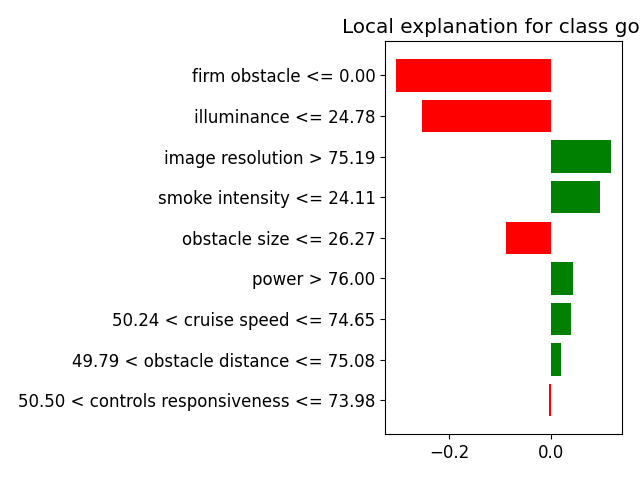 Local explanation for class go
firm obstacle <= 0.00
illuminance <= 24.78
image resolution > 75.19
smoke intensity <= 24.11
obstacle size <= 26.27
power > 76.00
50.24 < cruise speed <= 74.65
49.79 < obstacle distance <= 75.08
50.50 < controls responsiveness <= 73.98
−0.2 0.0